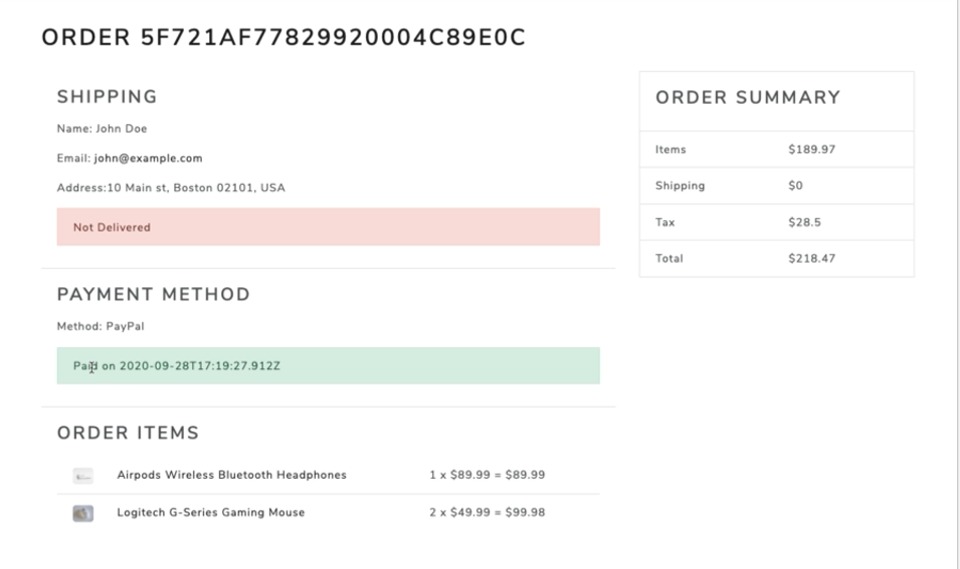 ORDER 5F721AF77829920004C89E0C
SHIPPING
Name: John Doe
Email: john@example.com
Address:10 Main st, Boston 02101, USA
Not Delivered
PAYMENT METHOD
Method: PayPal
Paid on 2020-09-28T17:19:27.912Z
ORDER ITEMS
Airpods Wireless Bluetooth Headphones 1 x $89.99 = $89.99
Logitech G-Series Gaming Mouse 2 x $49.99 = $99.98
ORDER SUMMARY
Items $189.97
Shipping $0
Tax $28.5
Total $218.47